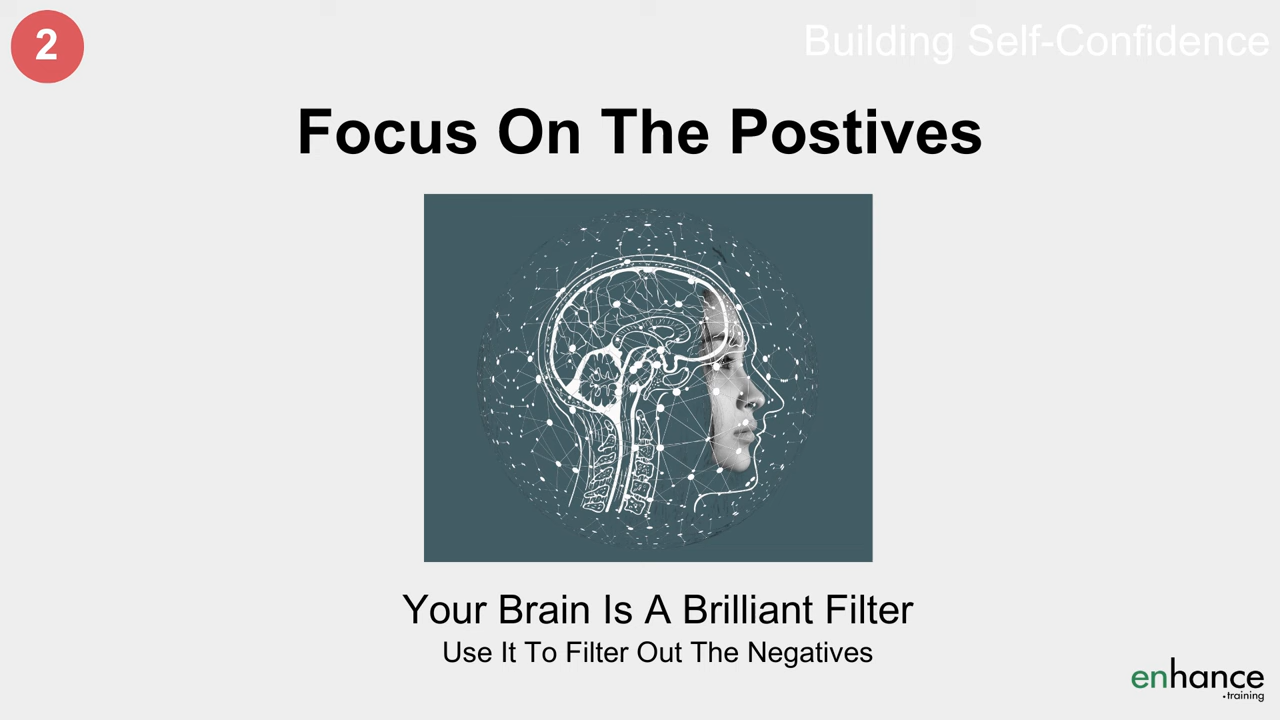 2
Building Self-Confidence
Focus On The Postives
Your Brain Is A Brilliant Filter
Use It To Filter Out The Negatives
enhance
.training